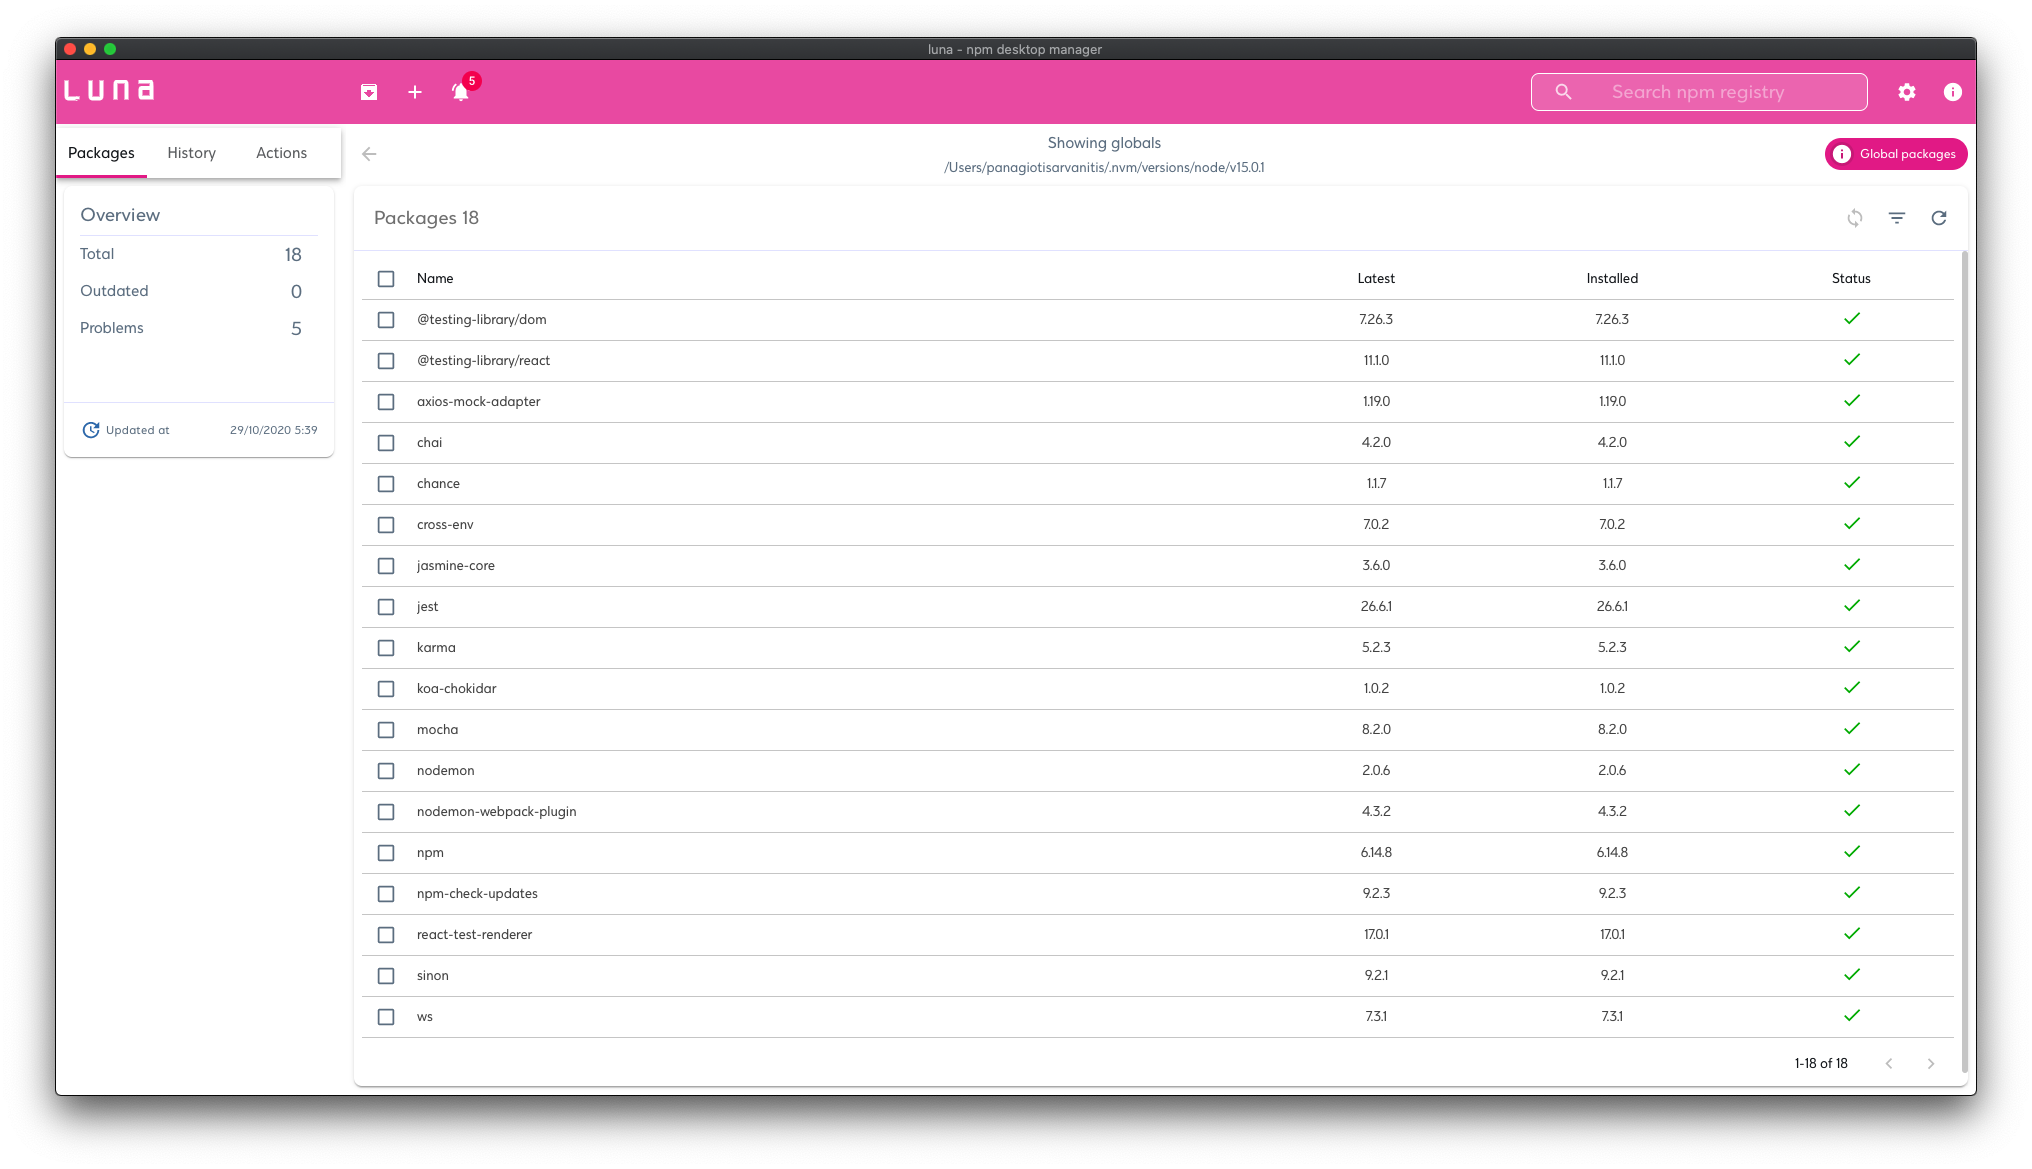 luna - npm desktop manager
Luna
5
Search npm registry
Packages History Actions
Showing globals
/Users/panagiotisarvanitis/.nvm/versions/node/v15.0.1
Global packages
Overview
Total 18
Outdated 0
Problems 5
Updated at 29/10/2020 5:39
Packages 18
Name Latest Installed Status
@testing-library/dom 7.26.3 7.26.3
@testing-library/react 11.1.0 11.1.0
axios-mock-adapter 1.19.0 1.19.0
chai 4.2.0 4.2.0
chance 1.1.7 1.1.7
cross-env 7.0.2 7.0.2
jasmine-core 3.6.0 3.6.0
jest 26.6.1 26.6.1
karma 5.2.3 5.2.3
koa-chokidar 1.0.2 1.0.2
mocha 8.2.0 8.2.0
nodemon 2.0.6 2.0.6
nodemon-webpack-plugin 4.3.2 4.3.2
npm 6.14.8 6.14.8
npm-check-updates 9.2.3 9.2.3
react-test-renderer 17.0.1 17.0.1
sinon 9.2.1 9.2.1
ws 7.3.1 7.3.1
1-18 of 18